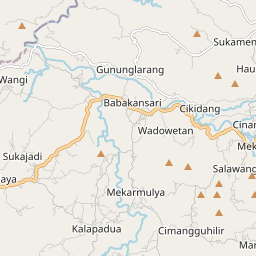 Sukamen
Wangi
Gununglarang
Hau
Babakansari
Cikidang
Cinan
Wadowetan
Mek
Sukajadi
Salawang
aya
Mekarmulya
Kalapadua
Cimangguhilir
Mar